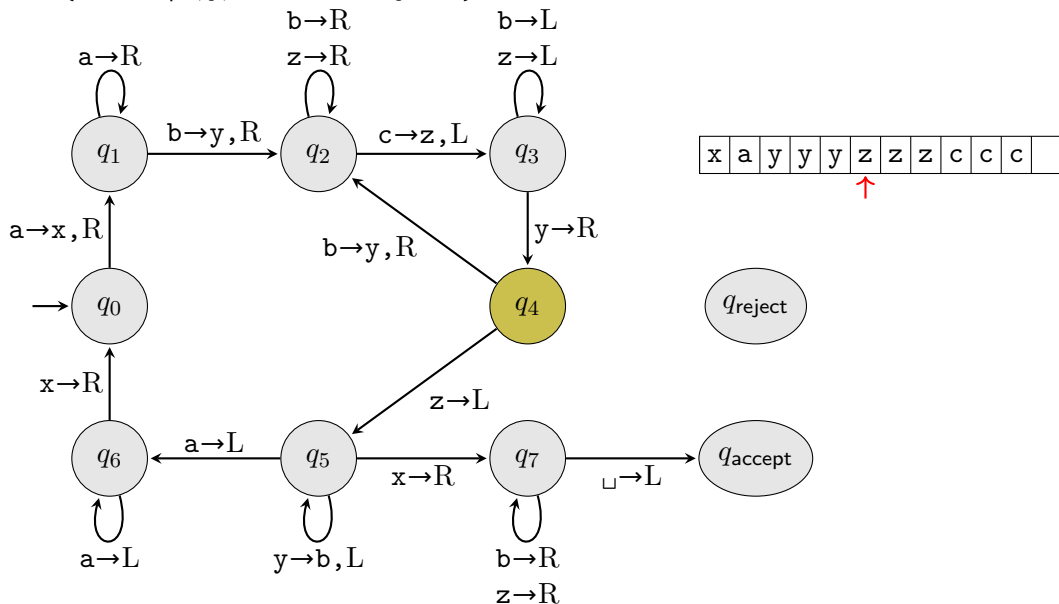 b→R
b→L
a→R
z→R
z→L
q1
b→y,R
q2
c→z,L
q3
x a y y y z z z c c c
a→x,R
b→y,R
y→R
q0
q4
qreject
x→R
z→L
q6
a→L
q5
x→R
q7
␣→L
qaccept
a→L
y→b,L
b→R
z→R